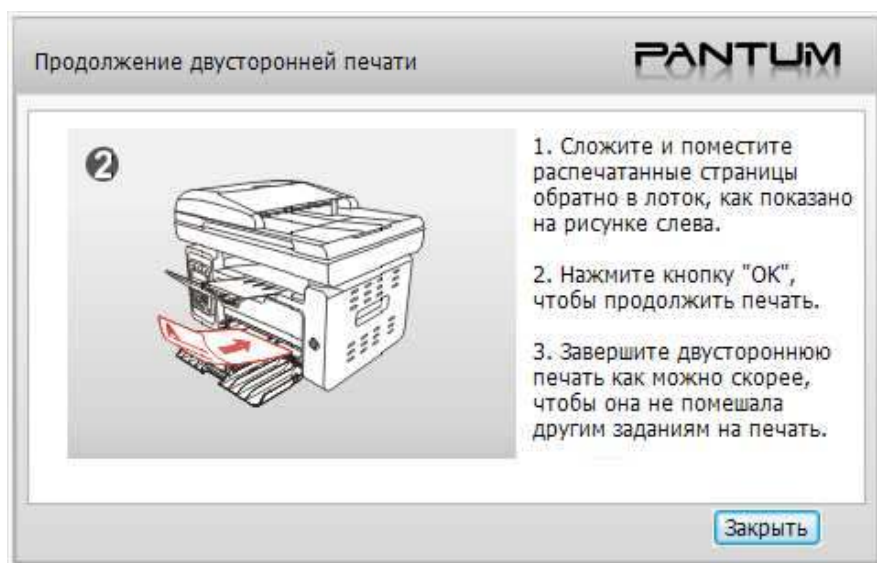 Продолжение двусторонней печати
PANTUM
2
1. Сложите и поместите
распечатанные страницы
обратно в лоток, как показано
на рисунке слева.
2. Нажмите кнопку "ОК",
чтобы продолжить печать.
3. Завершите двустороннюю
печать как можно скорее,
чтобы она не помешала
другим заданиям на печать.
A
Закрыть